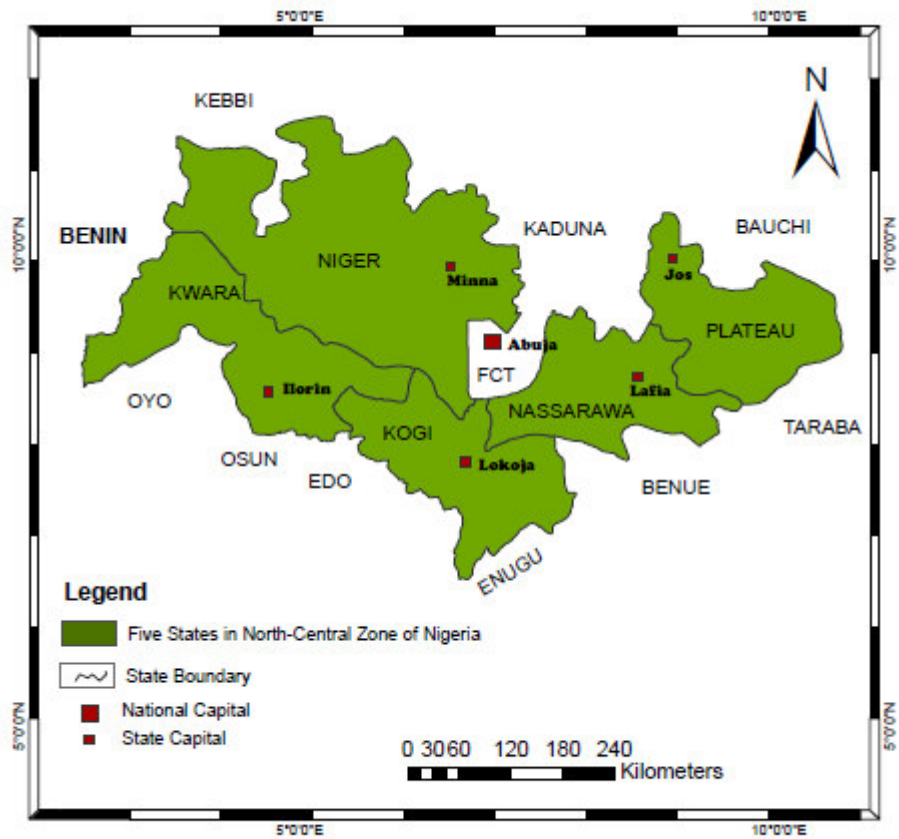 5°0'0"E 10°0'0"E
N
KEBBI
BENIN
KADUNA
BAUCHI
10°0'0"N
10°0'0"N
NIGER
Minna
Jos
KWARA
PLATEAU
Abuja
FCT
Ilorin
Lafia
NASSARAWA
OYO
KOGI
TARABA
OSUN
Lokoja
EDO
BENUE
ENUGU
Legend
Five States in North-Central Zone of Nigeria
State Boundary
National Capital
State Capital
5°0'0"N
5°0'0"N
0 30 60 120 180 240
Kilometers
5°0'0"E 10°0'0"E